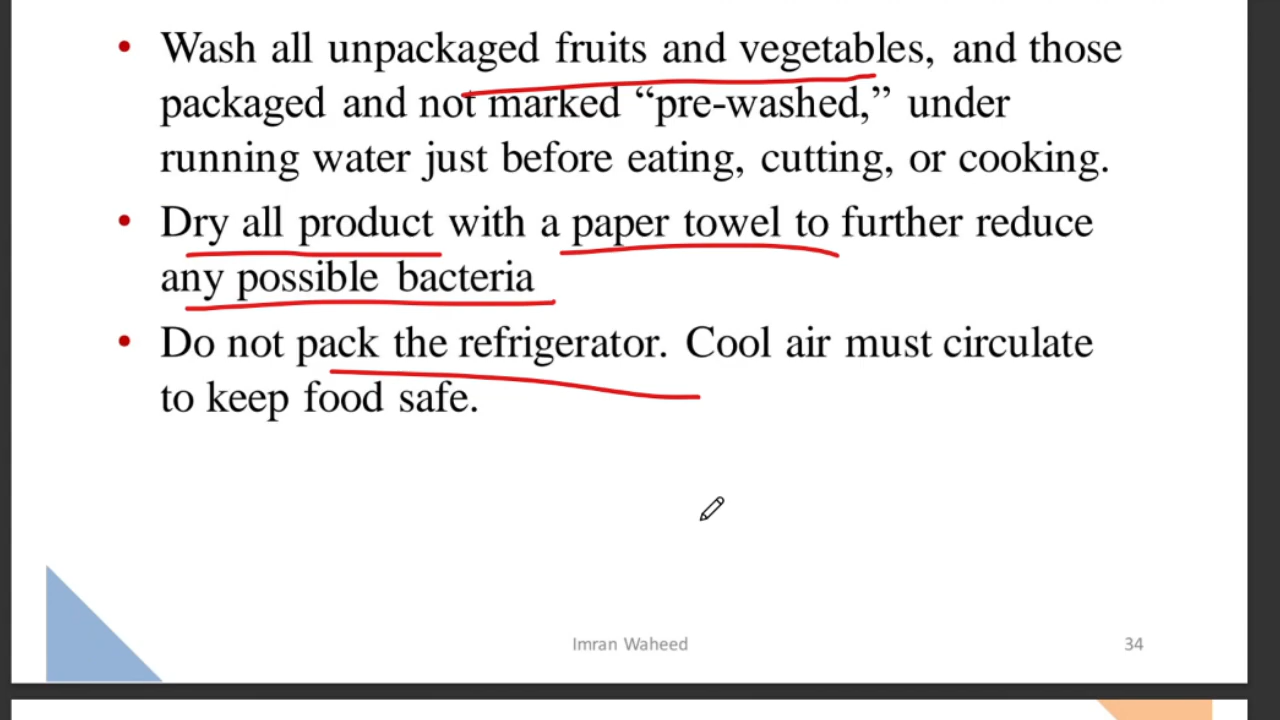 • Wash all unpackaged fruits and vegetables, and those
packaged and not marked “pre-washed,” under
running water just before eating, cutting, or cooking.
• Dry all product with a paper towel to further reduce
any possible bacteria
• Do not pack the refrigerator. Cool air must circulate
to keep food safe.
Imran Waheed
34